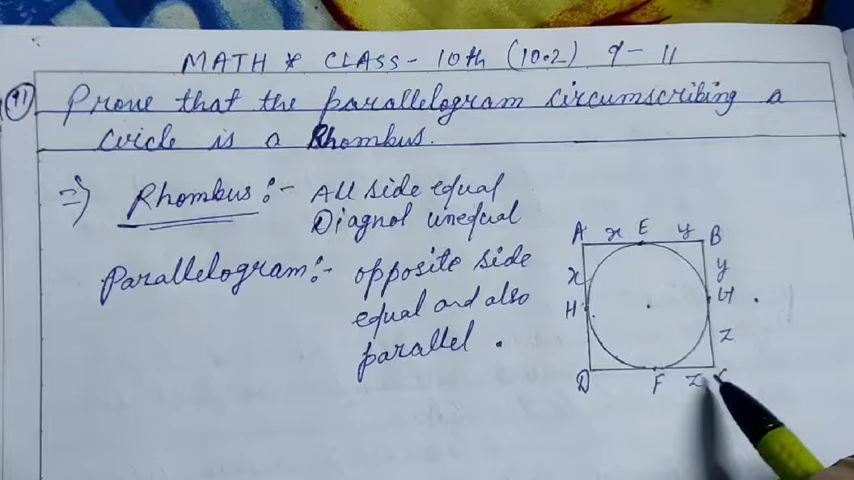 MATH * CLASS- 10th (10.2) 9-11
Prove that the parallelogram circumscribing a
circle is a Rhombus.
=> Rhombus:- All side equal
Diagnol unequal
Parallelogram:- opposite side
equal and also
parallel.
A x E y B
x y
H
z
D F z